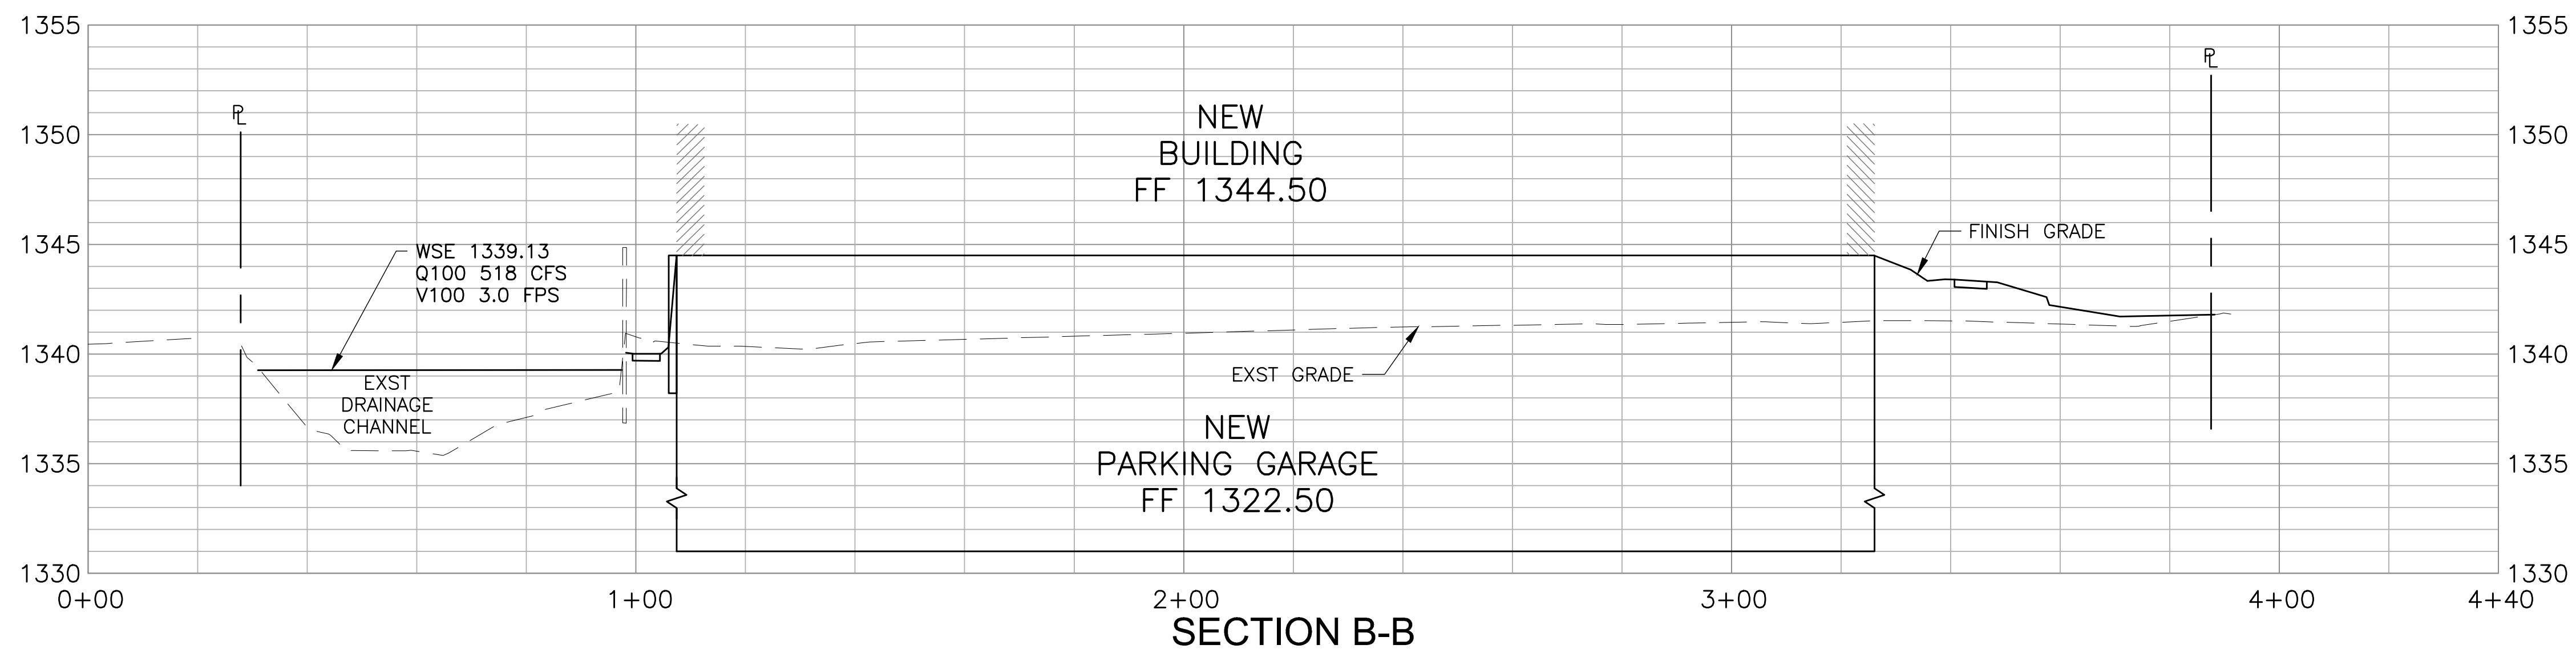 1355
1355
PL
PL
1350
1350
NEW
BUILDING
FF 1344.50
1345
1345
WSE 1339.13
Q100 518 CFS
V100 3.0 FPS
FINISH GRADE
1340
1340
EXST
DRAINAGE
CHANNEL
EXST GRADE
NEW
PARKING GARAGE
FF 1322.50
1335
1335
1330
1330
0+00
1+00
2+00
3+00
4+00
4+40
SECTION B-B